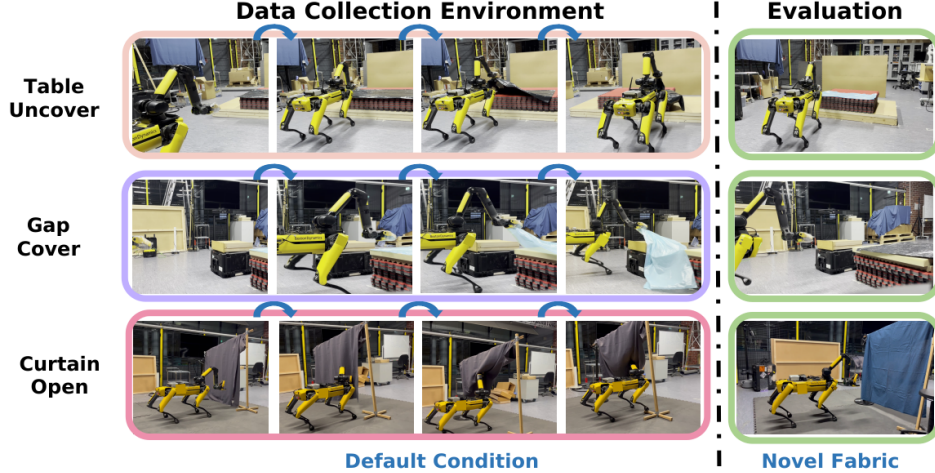 Data Collection Environment
Evaluation
Table
Uncover
Gap
Cover
Curtain
Open
Default Condition
Novel Fabric